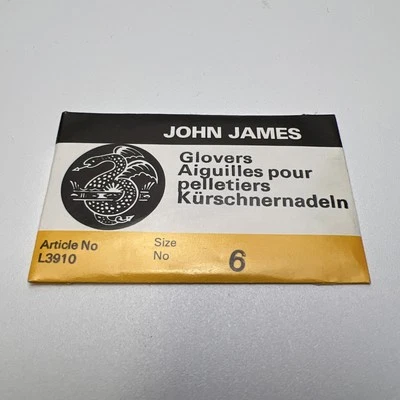 JOHN JAMES
Glovers
Aiguilles pour
pelletiers
Kürschnernadeln
Article No
L3910
Size
No
6